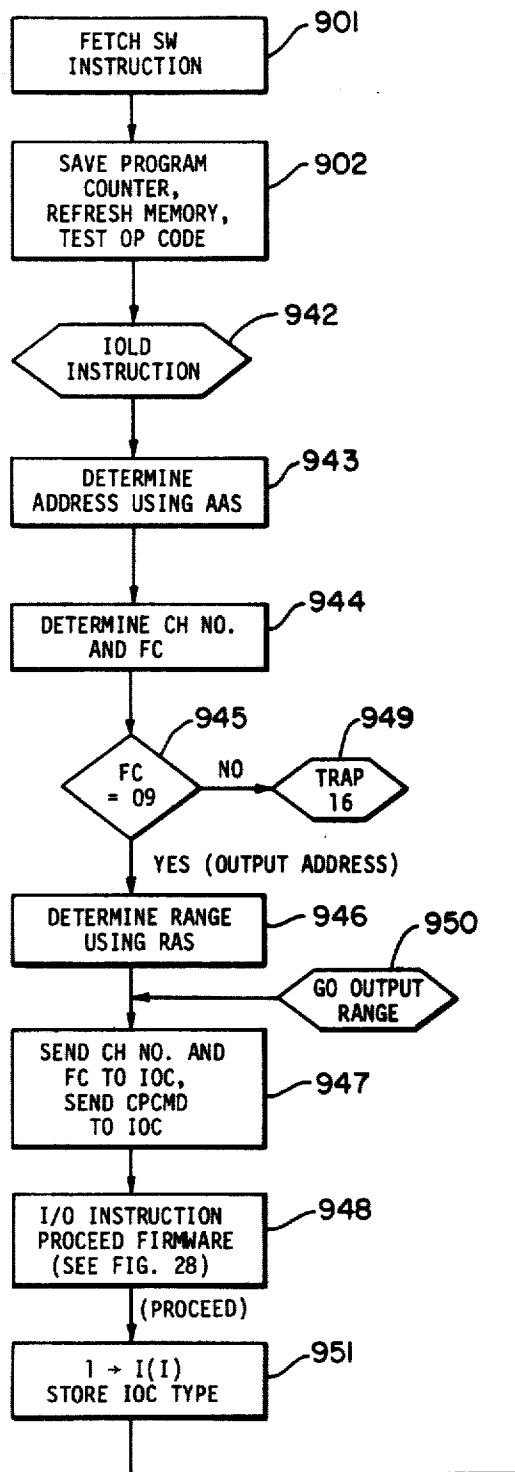 FETCH SW
INSTRUCTION
901
SAVE PROGRAM
COUNTER,
REFRESH MEMORY,
TEST OP CODE
902
IOLD
INSTRUCTION
942
DETERMINE
ADDRESS USING AAS
943
DETERMINE CH NO.
AND FC
944
FC
= 09
945
NO
TRAP
16
949
YES (OUTPUT ADDRESS)
DETERMINE RANGE
USING RAS
946
GO OUTPUT
RANGE
950
SEND CH NO. AND
FC TO IOC,
SEND CPCMD
TO IOC
947
I/O INSTRUCTION
PROCEED FIRMWARE
(SEE FIG. 28)
948
(PROCEED)
1 → I(I)
STORE IOC TYPE
951